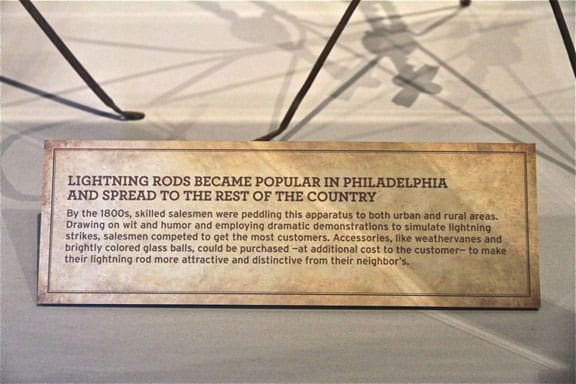 LIGHTNING RODS BECAME POPULAR IN PHILADELPHIA
AND SPREAD TO THE REST OF THE COUNTRY
By the 1800s, skilled salesmen were peddling this apparatus to both urban and rural areas.
Drawing on wit and humor and employing dramatic demonstrations to simulate lightning
strikes, salesmen competed to get the most customers. Accessories, like weathervanes and
brightly colored glass balls, could be purchased —at additional cost to the customer— to make
their lightning rod more attractive and distinctive from their neighbor's.